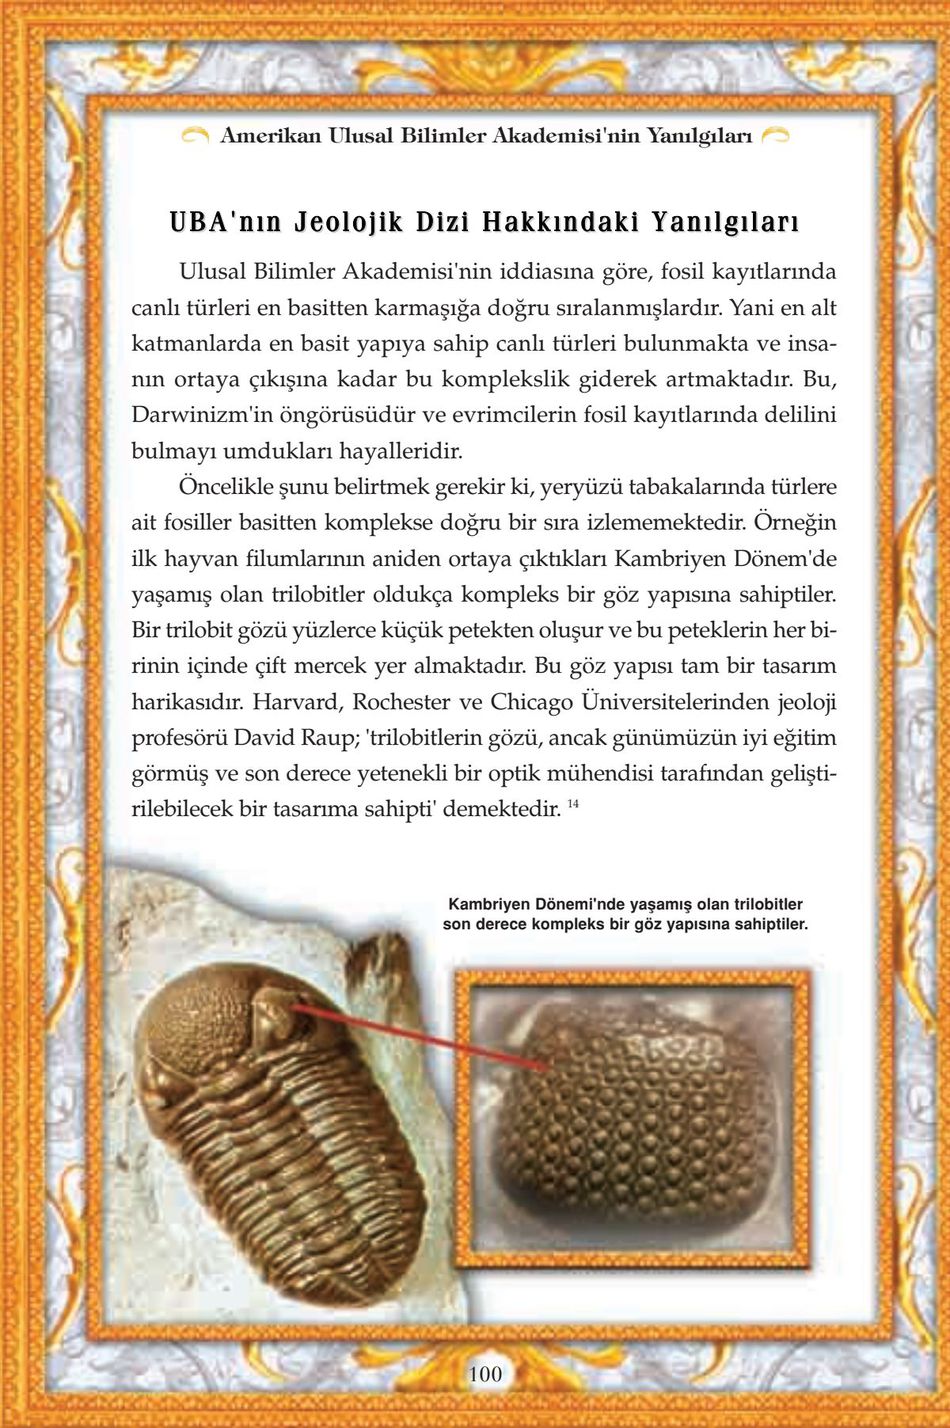 Amerikan Ulusal Bilimler Akademisi'nin Yanılgıları
UBA'nın Jeolojik Dizi Hakkındaki Yanılgıları
Ulusal Bilimler Akademisi'nin iddiasına göre, fosil kayıtlarında
canlı türleri en basitten karmaşığa doğru sıralanmışlardır. Yani en alt
katmanlarda en basit yapıya sahip canlı türleri bulunmakta ve insa-
nın ortaya çıkışına kadar bu komplekslik giderek artmaktadır. Bu,
Darwinizm'in öngörüsüdür ve evrimcilerin fosil kayıtlarında delilini
bulmayı umdukları hayalleridir.
Öncelikle şunu belirtmek gerekir ki, yeryüzü tabakalarında türlere
ait fosiller basitten komplekse doğru bir sıra izlememektedir. Örneğin
ilk hayvan filumlarının aniden ortaya çıktıkları Kambriyen Dönem'de
yaşamış olan trilobitler oldukça kompleks bir göz yapısına sahiptiler.
Bir trilobit gözü yüzlerce küçük petekten oluşur ve bu peteklerin her bi-
rinin içinde çift mercek yer almaktadır. Bu göz yapısı tam bir tasarım
harikasıdır. Harvard, Rochester ve Chicago Üniversitelerinden jeoloji
profesörü David Raup; 'trilobitlerin gözü, ancak günümüzün iyi eğitim
görmüş ve son derece yetenekli bir optik mühendisi tarafından gelişti-
rilebilecek bir tasarıma sahipti' demektedir. 14
Kambriyen Dönemi'nde yaşamış olan trilobitler
son derece kompleks bir göz yapısına sahiptiler.
100